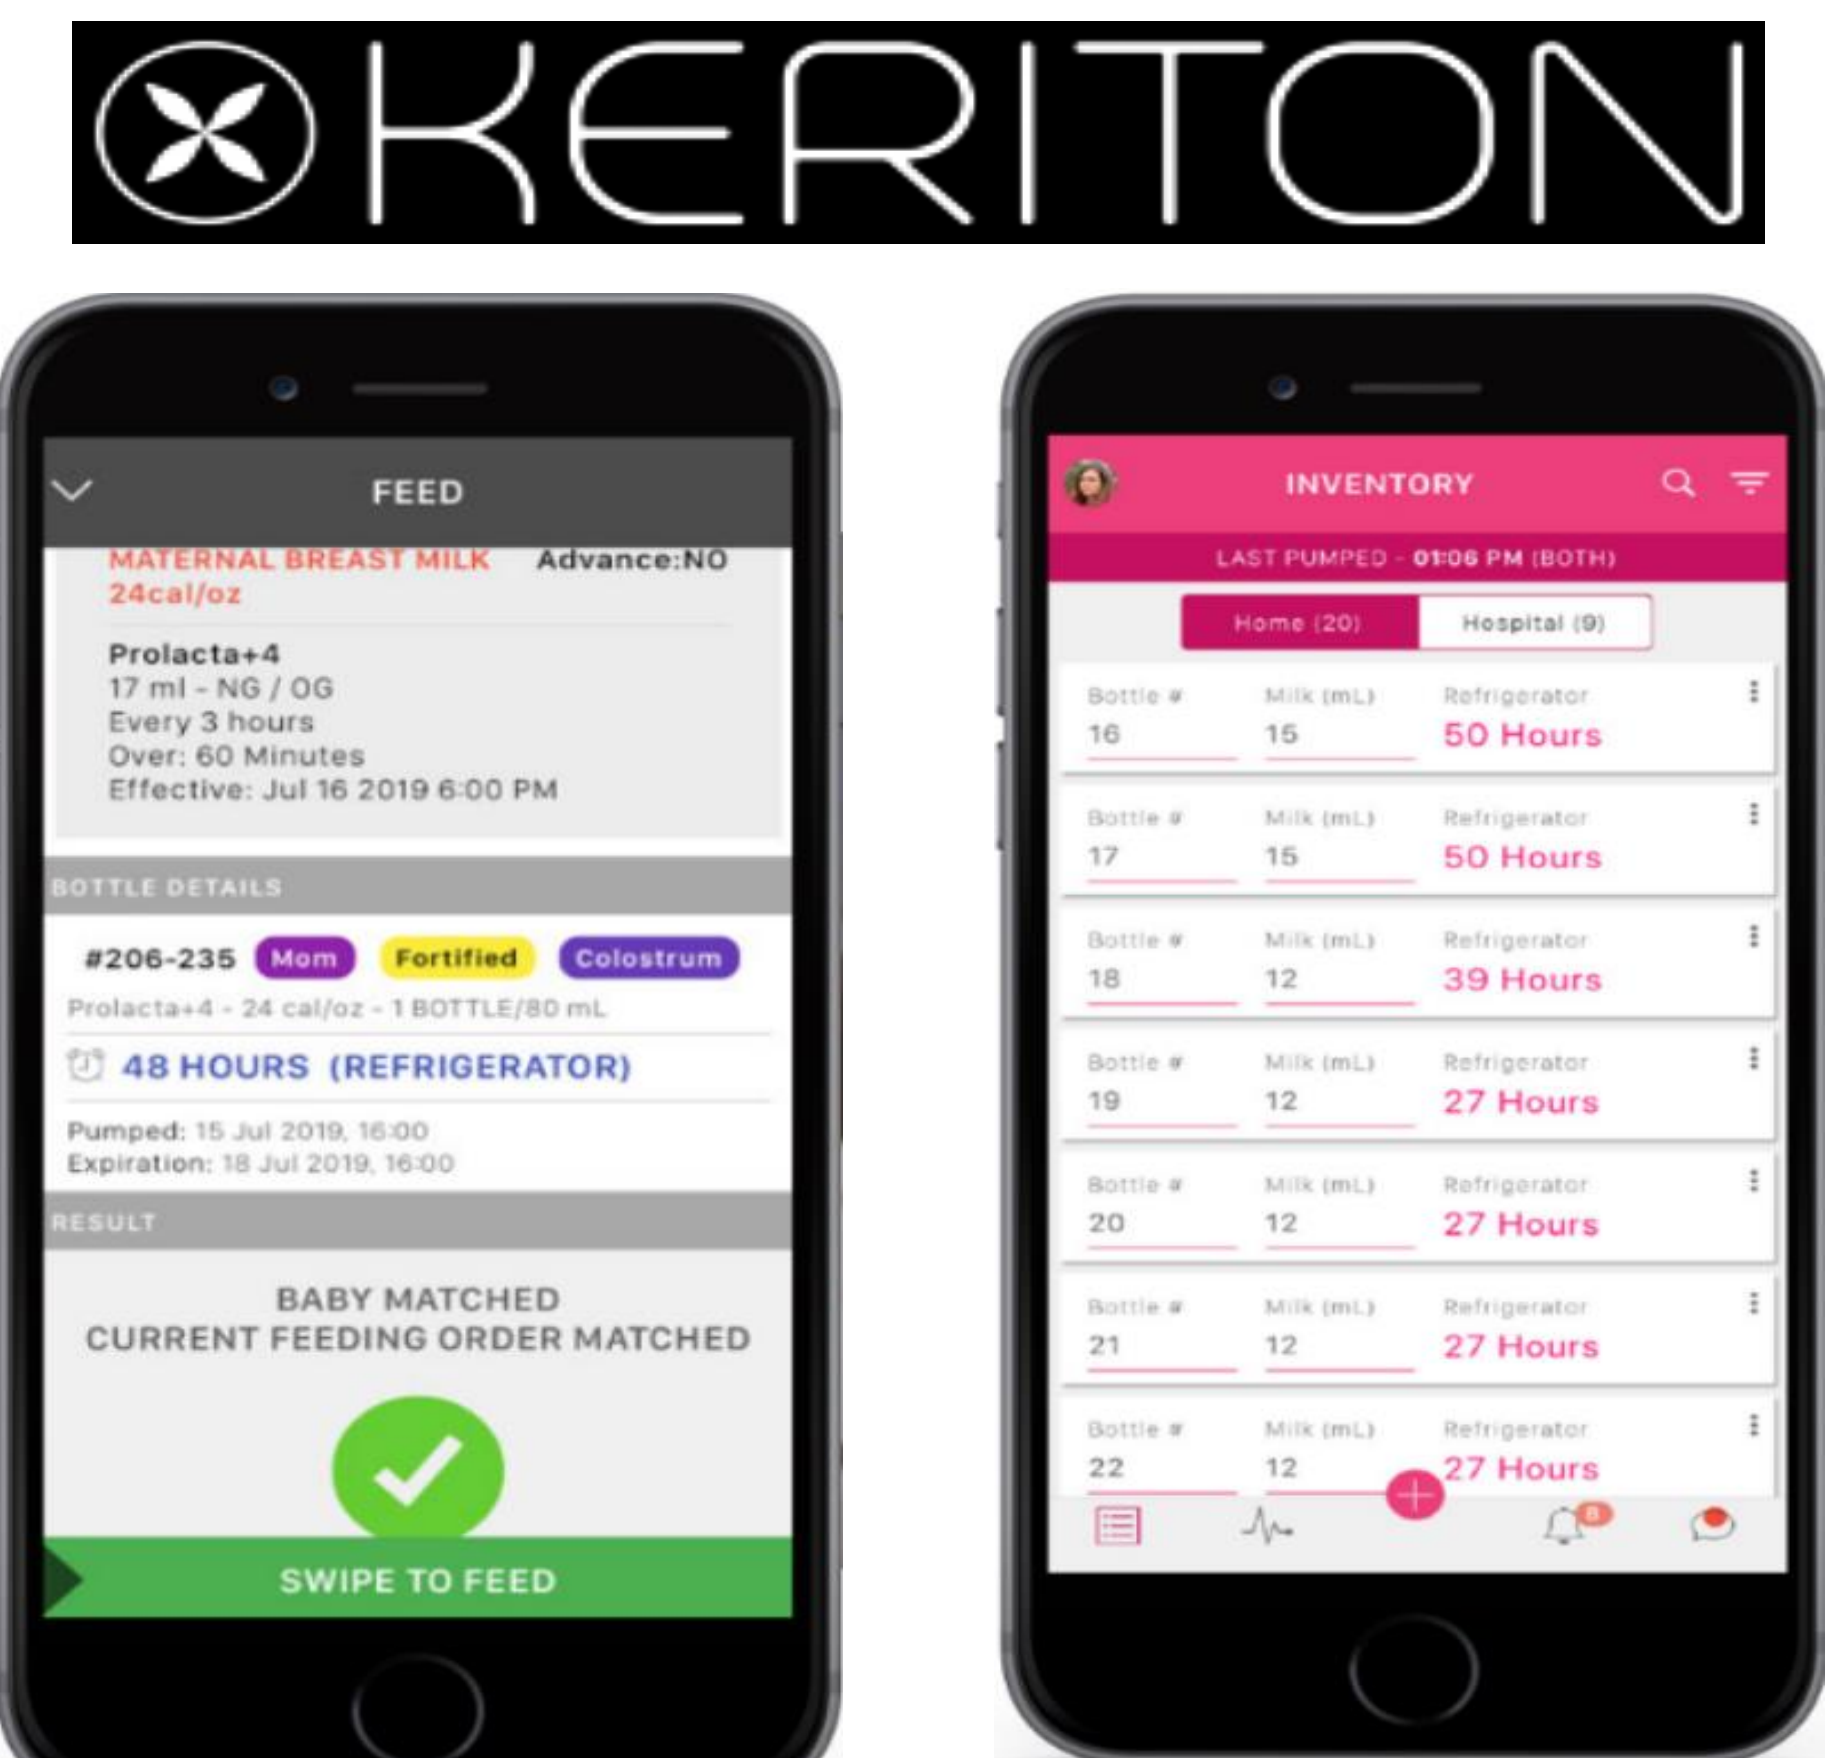 KERITON
FEED
MATERNAL BREAST MILK Advance:NO
24cal/oz
Prolacta+4
17 ml - NG / OG
Every 3 hours
Over: 60 Minutes
Effective: Jul 16 2019 6:00 PM
BOTTLE DETAILS
#206-235 Mom Fortified Colostrum
Prolacta+4 - 24 cal/oz - 1 BOTTLE/80 mL
48 HOURS (REFRIGERATOR)
Pumped: 15 Jul 2019, 16:00
Expiration: 18 Jul 2019, 16:00
RESULT
BABY MATCHED
CURRENT FEEDING ORDER MATCHED
SWIPE TO FEED
INVENTORY
LAST PUMPED - 01:06 PM (BOTH)
Home (20) Hospital (9)
Bottle # Milk (mL) Refrigerator
16 15 50 Hours
Bottle # Milk (mL) Refrigerator
17 15 50 Hours
Bottle # Milk (mL) Refrigerator
18 12 39 Hours
Bottle # Milk (mL) Refrigerator
19 12 27 Hours
Bottle # Milk (mL) Refrigerator
20 12 27 Hours
Bottle # Milk (mL) Refrigerator
21 12 27 Hours
Bottle # Milk (mL) Refrigerator
22 12 27 Hours